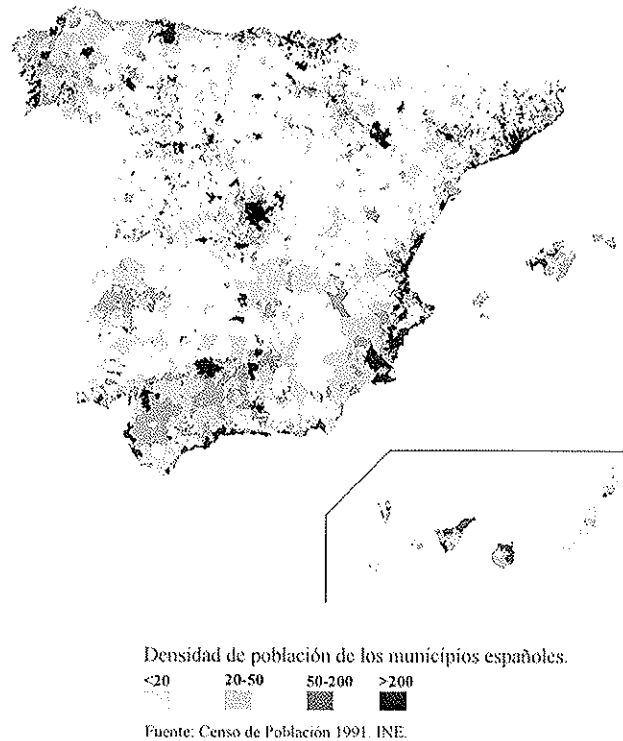 Densidad de población de los municipios españoles.
<20 20-50 50-200 >200
Fuente: Censo de Población 1991. INE.